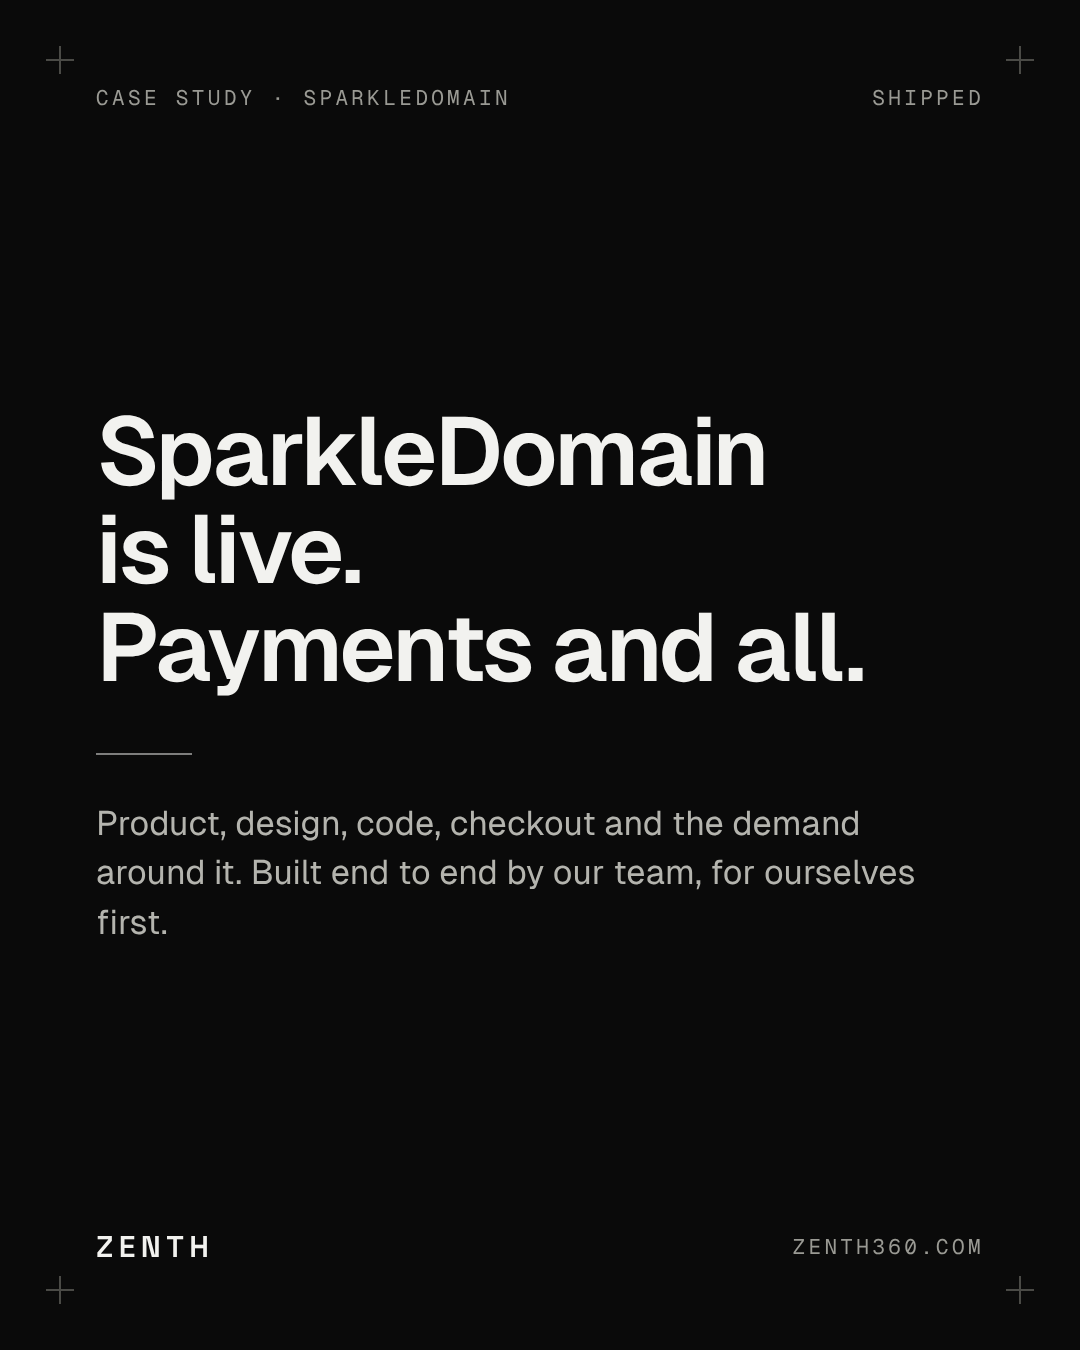 CASE STUDY · SPARKLEDOMAIN
SHIPPED
SparkleDomain
is live.
Payments and all.
Product, design, code, checkout and the demand
around it. Built end to end by our team, for ourselves
first.
ZENTH
ZENTH360.COM